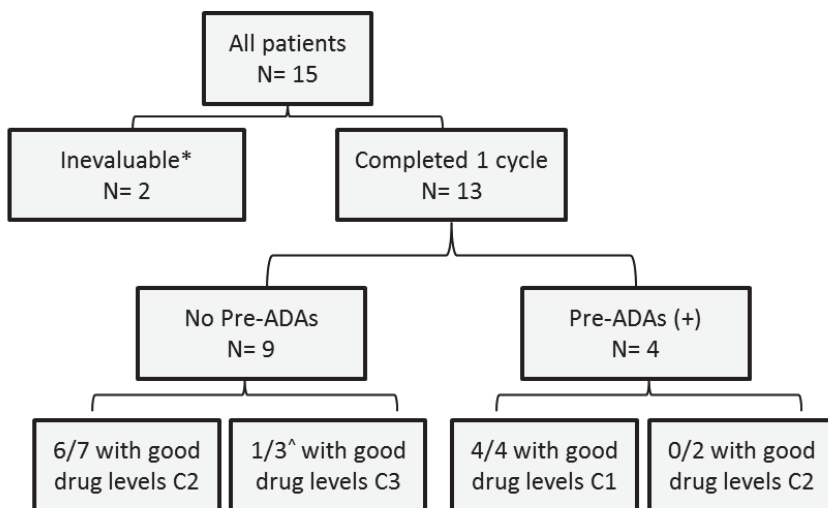 All patients
N= 15
Inevaluable*
N= 2
Completed 1 cycle
N= 13
No Pre-ADAs
N= 9
Pre-ADAs (+)
N= 4
6/7 with good
drug levels C2
1/3^ with good
drug levels C3
4/4 with good
drug levels C1
0/2 with good
drug levels C2